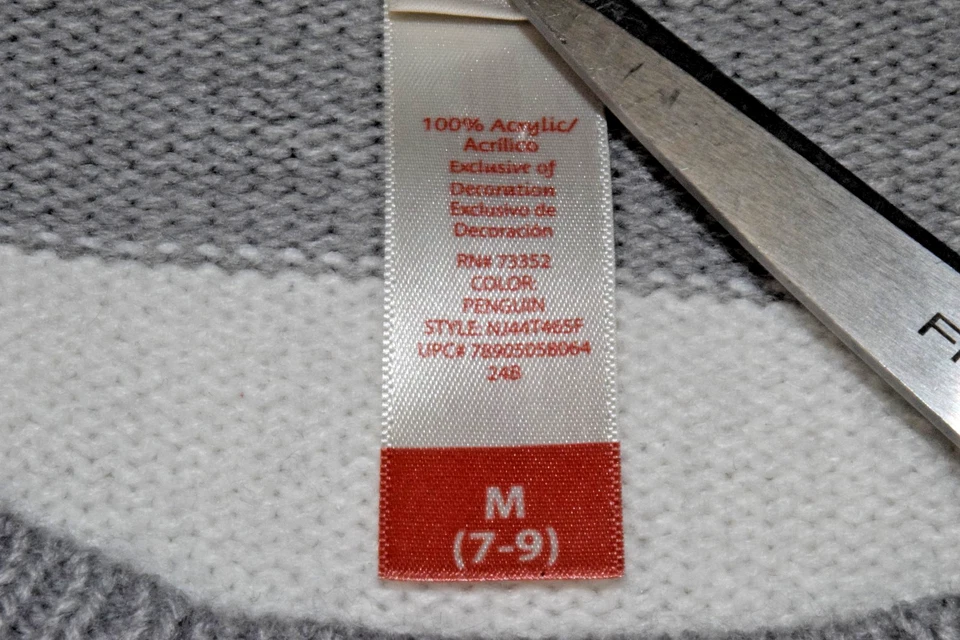 100% Acrylic/
Acrílico
Exclusive of
Decoration
Exclusivo de
Decoración
RN# 73352
COLOR:
PENGUIN
STYLE: NJ44T465F
UPC# 78905058064
24B
M
(7-9)